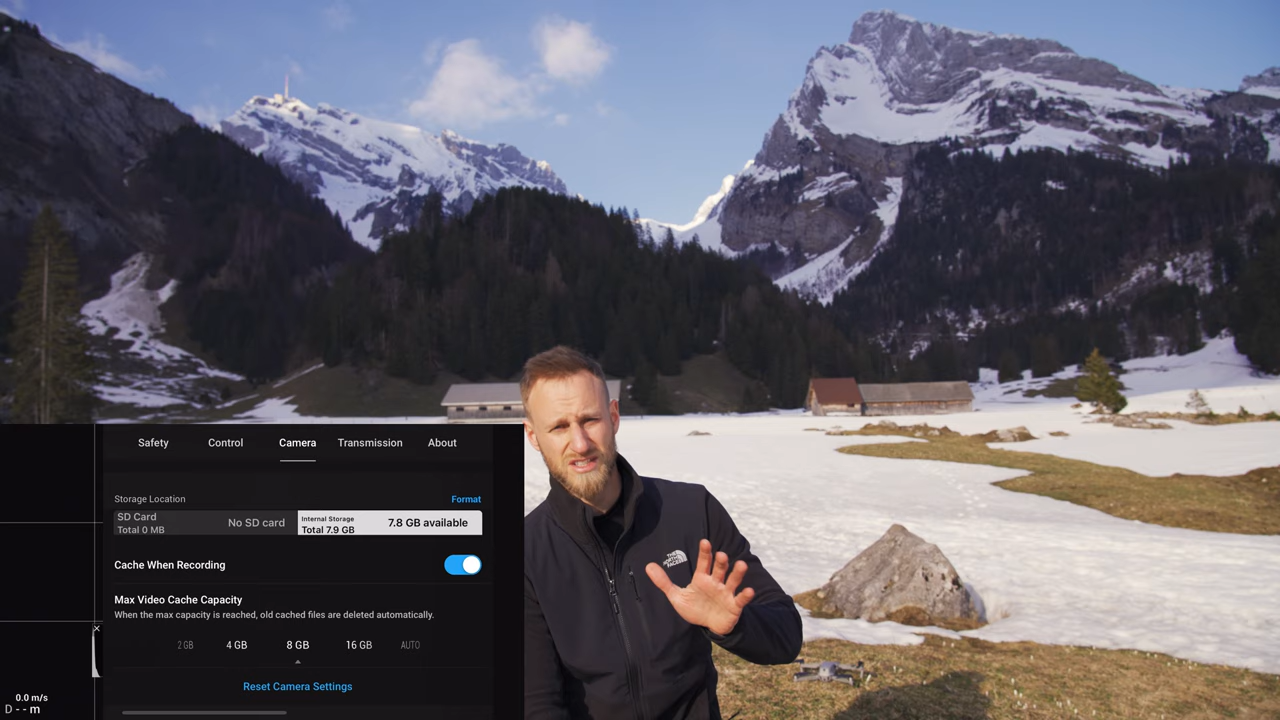 Safety Control Camera Transmission About
Storage Location Format
SD Card
Total 0 MB
No SD card
Internal Storage
Total 7.9 GB
7.8 GB available
Cache When Recording
Max Video Cache Capacity
When the max capacity is reached, old cached files are deleted automatically.
2 GB 4 GB 8 GB 16 GB AUTO
Reset Camera Settings
0.0 m/s
D - - m
THE
NORTH
FACE